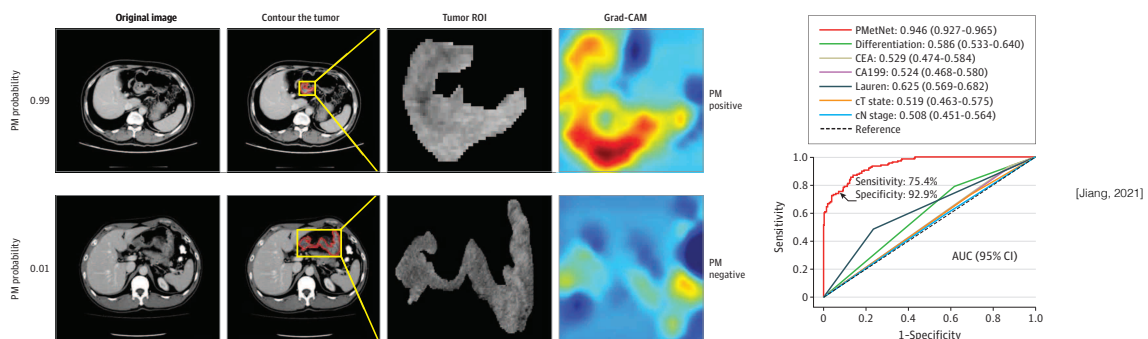 Original image
Contour the tumor
Tumor ROI
Grad-CAM
PM probability
0.99
PM
positive
PM probability
0.01
PM
negative
PMetNet: 0.946 (0.927-0.965)
Differentiation: 0.586 (0.533-0.640)
CEA: 0.529 (0.474-0.584)
CA199: 0.524 (0.468-0.580)
Lauren: 0.625 (0.569-0.682)
cT state: 0.519 (0.463-0.575)
cN stage: 0.508 (0.451-0.564)
Reference
1.0
0.8
0.6
0.4
0.2
0
Sensitivity
Sensitivity: 75.4%
Specificity: 92.9%
AUC (95% CI)
0
0.2
0.4
0.6
0.8
1.0
1-Specificity
[Jiang, 2021]